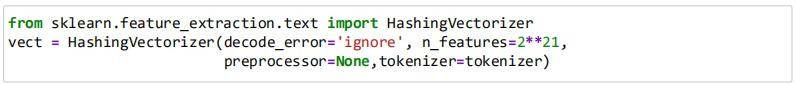 from sklearn.feature_extraction.text import HashingVectorizer
vect = HashingVectorizer(decode_error='ignore', n_features=2**21,
                         preprocessor=None,tokenizer=tokenizer)